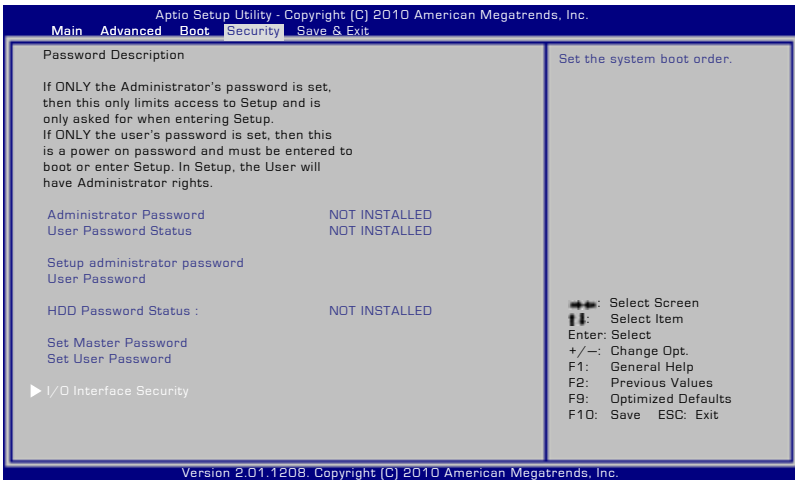 Aptio Setup Utility - Copyright (C) 2010 American Megatrends, Inc.
Main Advanced Boot Security Save & Exit
Password Description
If ONLY the Administrator's password is set,
then this only limits access to Setup and is
only asked for when entering Setup.
If ONLY the user's password is set, then this
is a power on password and must be entered to
boot or enter Setup. In Setup, the User will
have Administrator rights.
Administrator Password NOT INSTALLED
User Password Status NOT INSTALLED
Setup administrator password
User Password
HDD Password Status : NOT INSTALLED
Set Master Password
Set User Password
I/O Interface Security
Set the system boot order.
: Select Screen
: Select Item
Enter: Select
+/—: Change Opt.
F1: General Help
F2: Previous Values
F9: Optimized Defaults
F10: Save ESC: Exit
Version 2.01.1208. Copyright (C) 2010 American Megatrends, Inc.